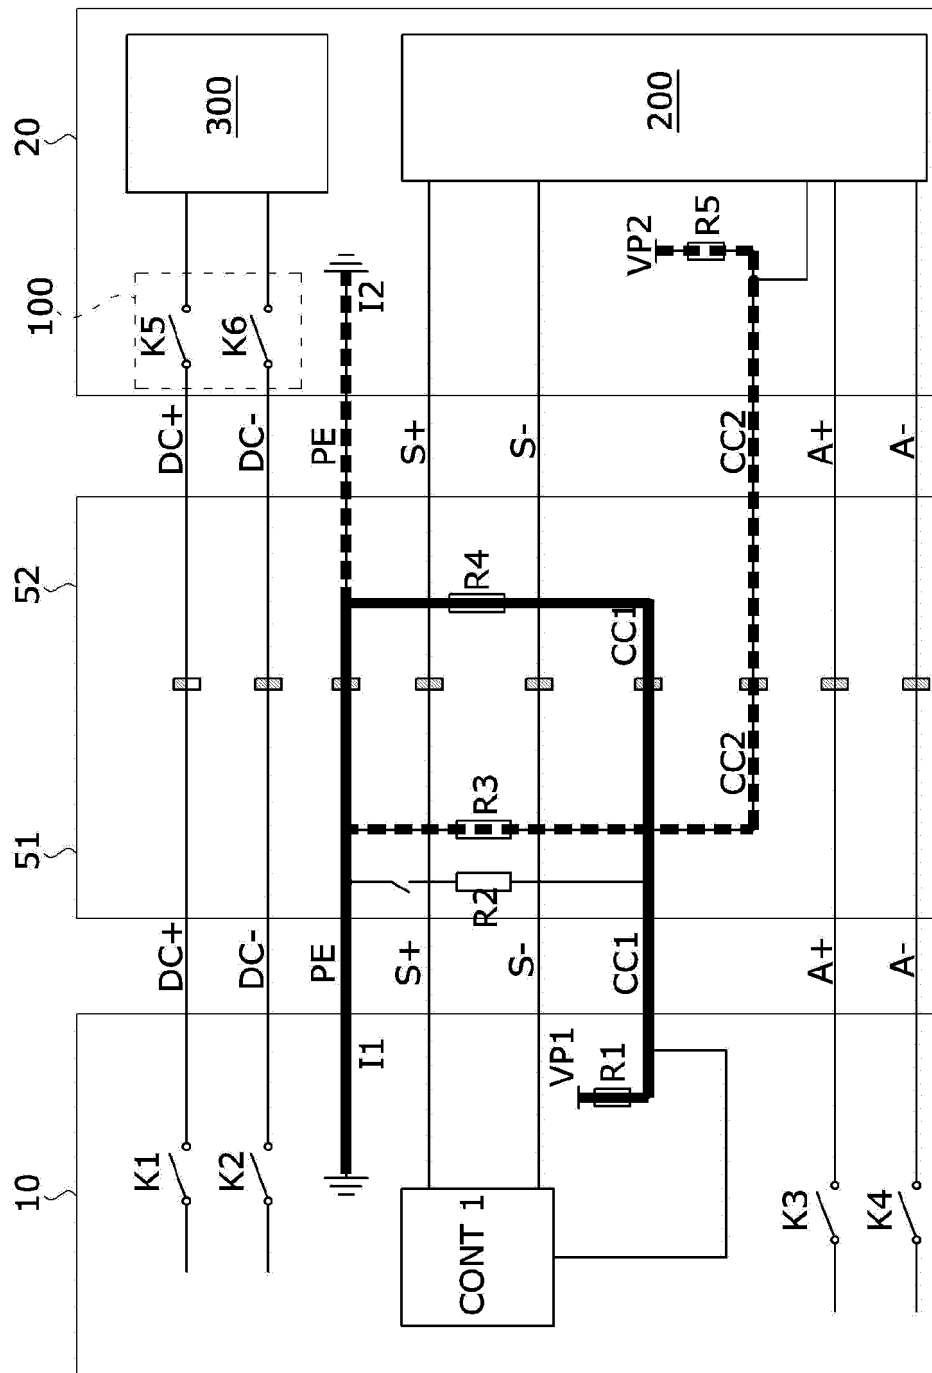 10
51
52
20
K1
DC+
DC+
K5
100
300
K2
DC-
DC-
K6
I1
PE
PE
I2
CONT 1
S+
S+
200
R2
R3
R4
S-
S-
VP1
R1
CC1
CC1
CC2
CC2
VP2
R5
K3
A+
A+
K4
A-
A-